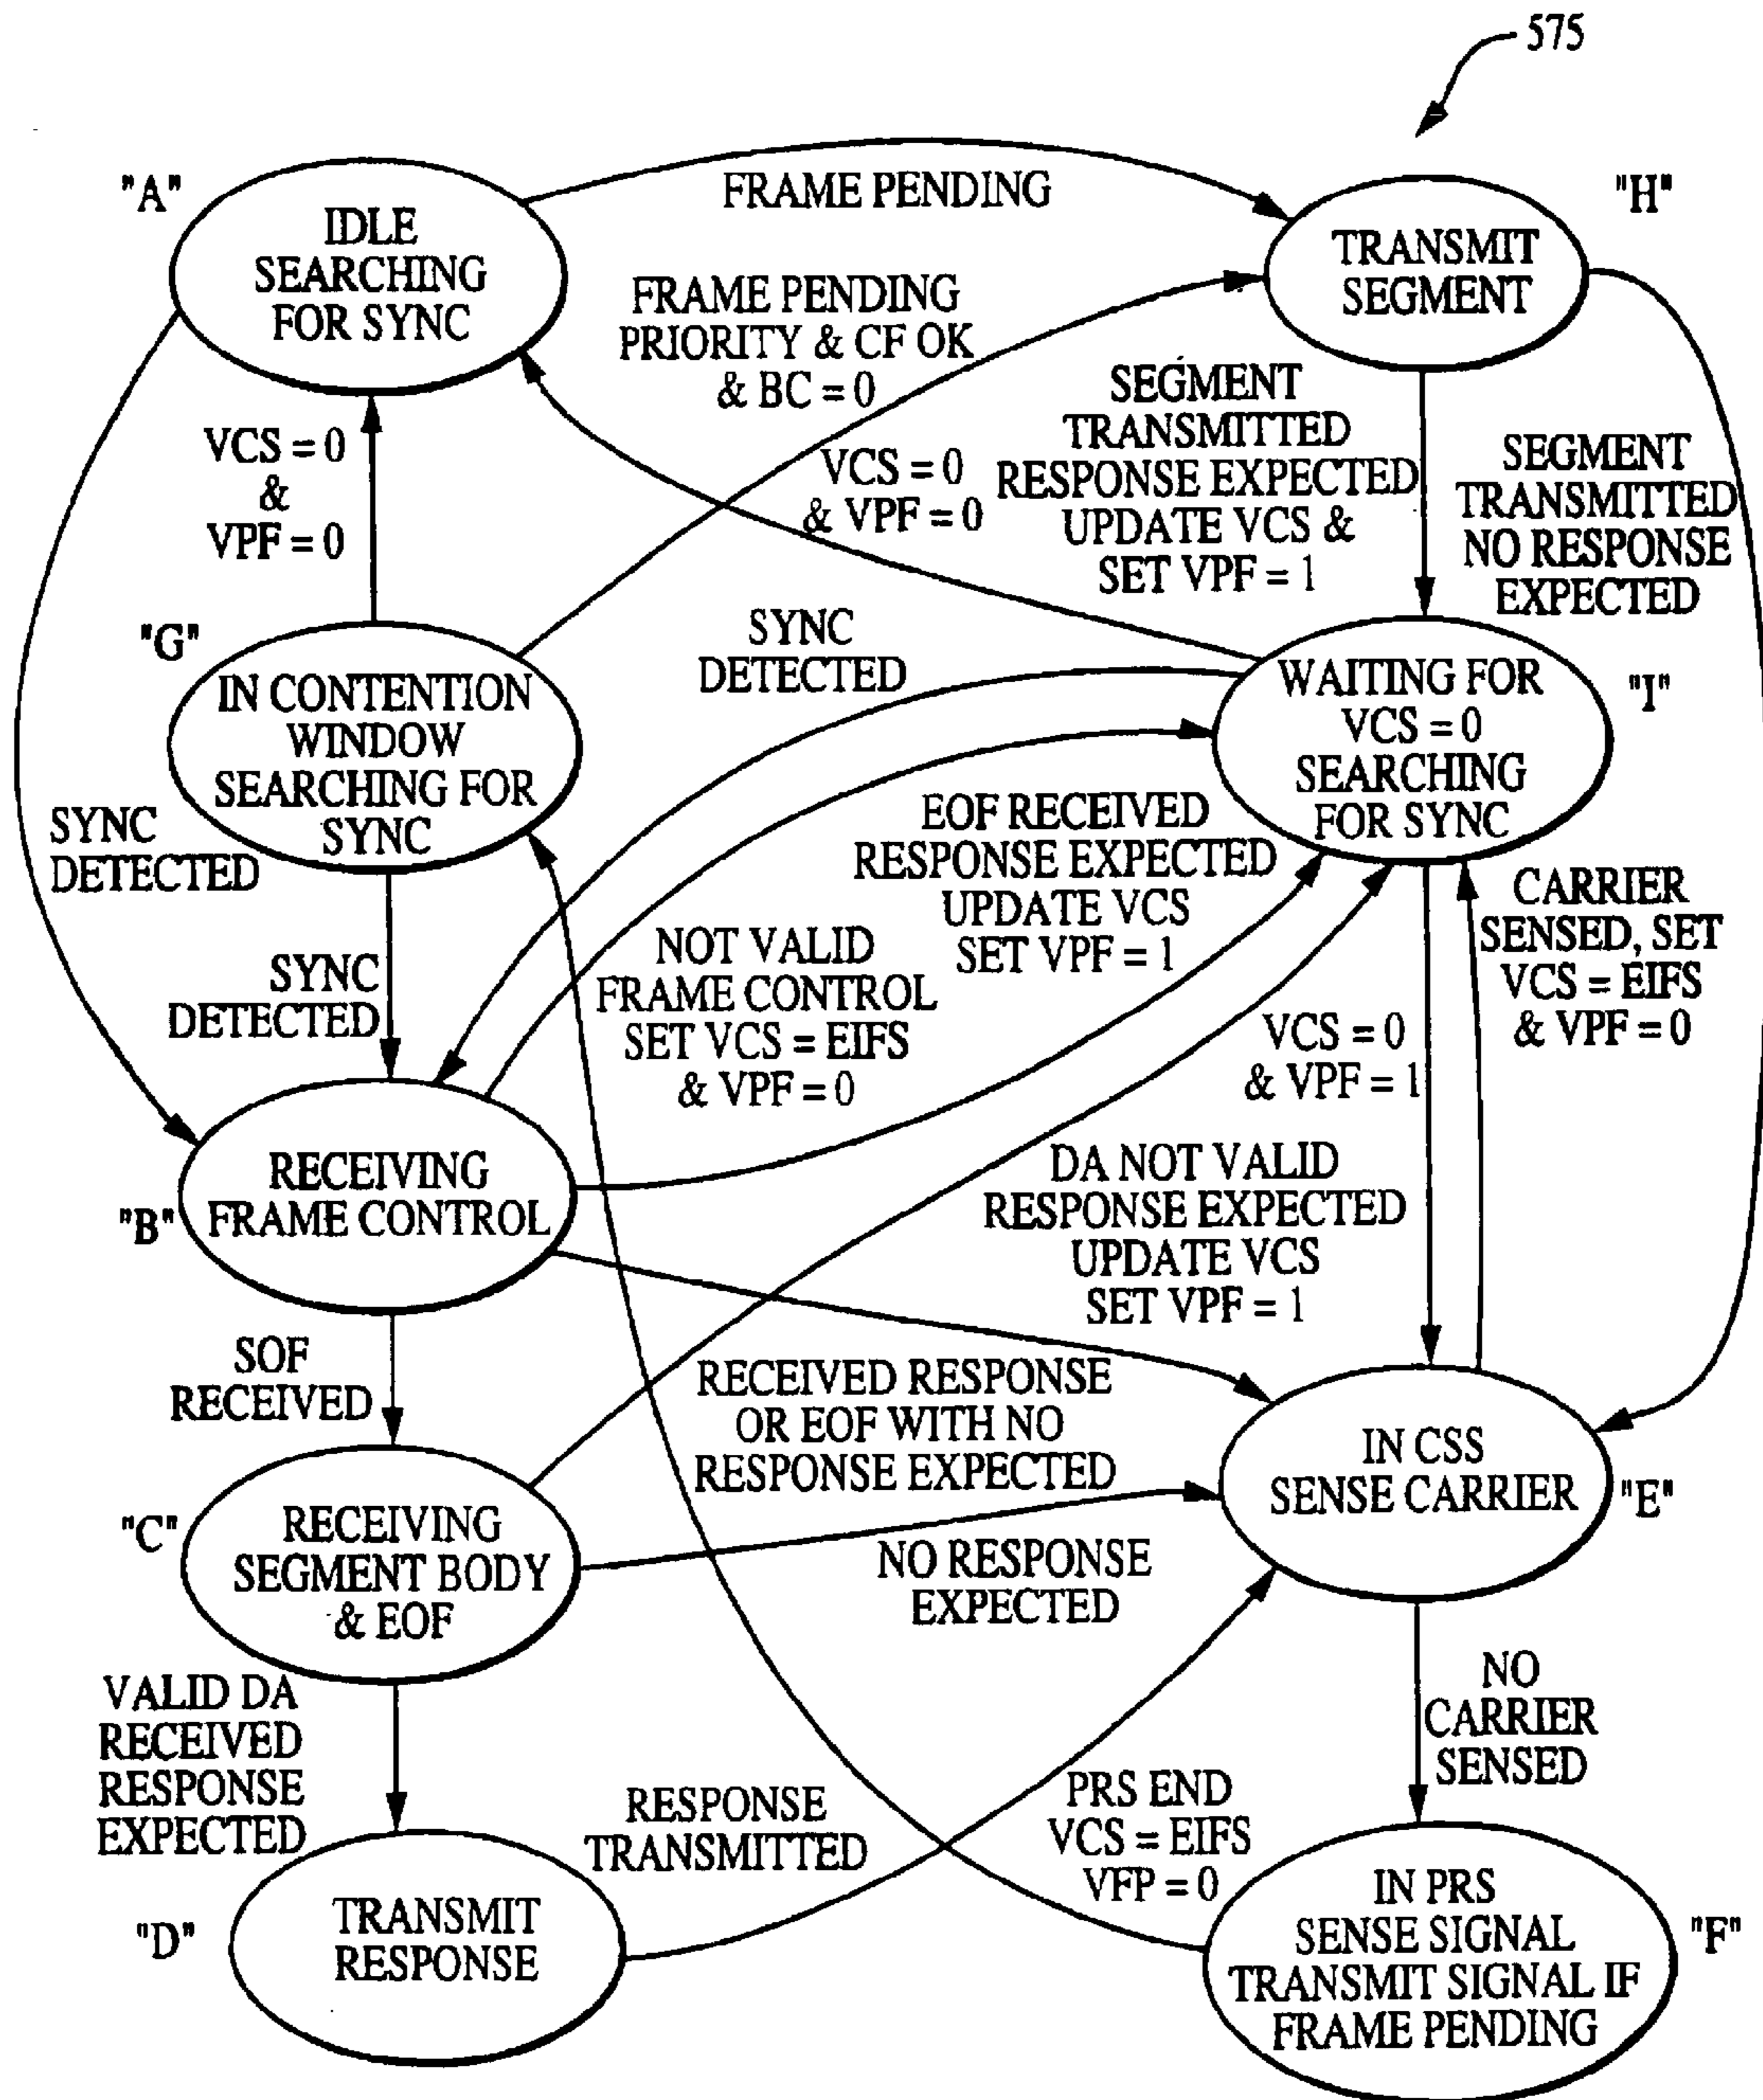 575
"A"
IDLE
SEARCHING
FOR SYNC
FRAME PENDING
"H"
TRANSMIT
SEGMENT
FRAME PENDING
PRIORITY & CF OK
& BC = 0
VCS = 0
&
VPF = 0
VCS = 0
& VPF = 0
SEGMENT
TRANSMITTED
RESPONSE EXPECTED
UPDATE VCS &
SET VPF = 1
SEGMENT
TRANSMITTED
NO RESPONSE
EXPECTED
"G"
IN CONTENTION
WINDOW
SEARCHING FOR
SYNC
SYNC
DETECTED
WAITING FOR
VCS = 0
SEARCHING
FOR SYNC
"I"
SYNC
DETECTED
SYNC
DETECTED
EOF RECEIVED
RESPONSE EXPECTED
UPDATE VCS
SET VPF = 1
CARRIER
SENSED, SET
VCS = EIFS
& VPF = 0
NOT VALID
FRAME CONTROL
SET VCS = EIFS
& VPF = 0
VCS = 0
& VPF = 1
"B"
RECEIVING
FRAME CONTROL
DA NOT VALID
RESPONSE EXPECTED
UPDATE VCS
SET VPF = 1
SOF
RECEIVED
RECEIVED RESPONSE
OR EOF WITH NO
RESPONSE EXPECTED
IN CSS
SENSE CARRIER
"E"
"C"
RECEIVING
SEGMENT BODY
& EOF
NO RESPONSE
EXPECTED
VALID DA
RECEIVED
RESPONSE
EXPECTED
NO
CARRIER
SENSED
RESPONSE
TRANSMITTED
PRS END
VCS = EIFS
VFP = 0
"D"
TRANSMIT
RESPONSE
IN PRS
SENSE SIGNAL
TRANSMIT SIGNAL IF
FRAME PENDING
"F"